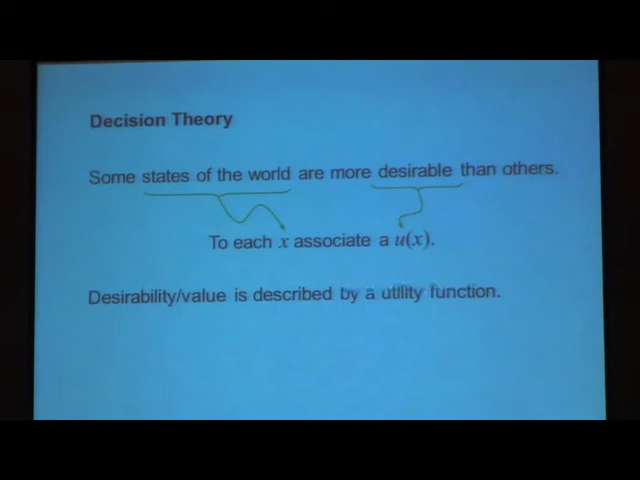 Decision Theory
Some states of the world are more desirable than others.
To each x associate a u(x).
Desirability/value is described by a utility function.